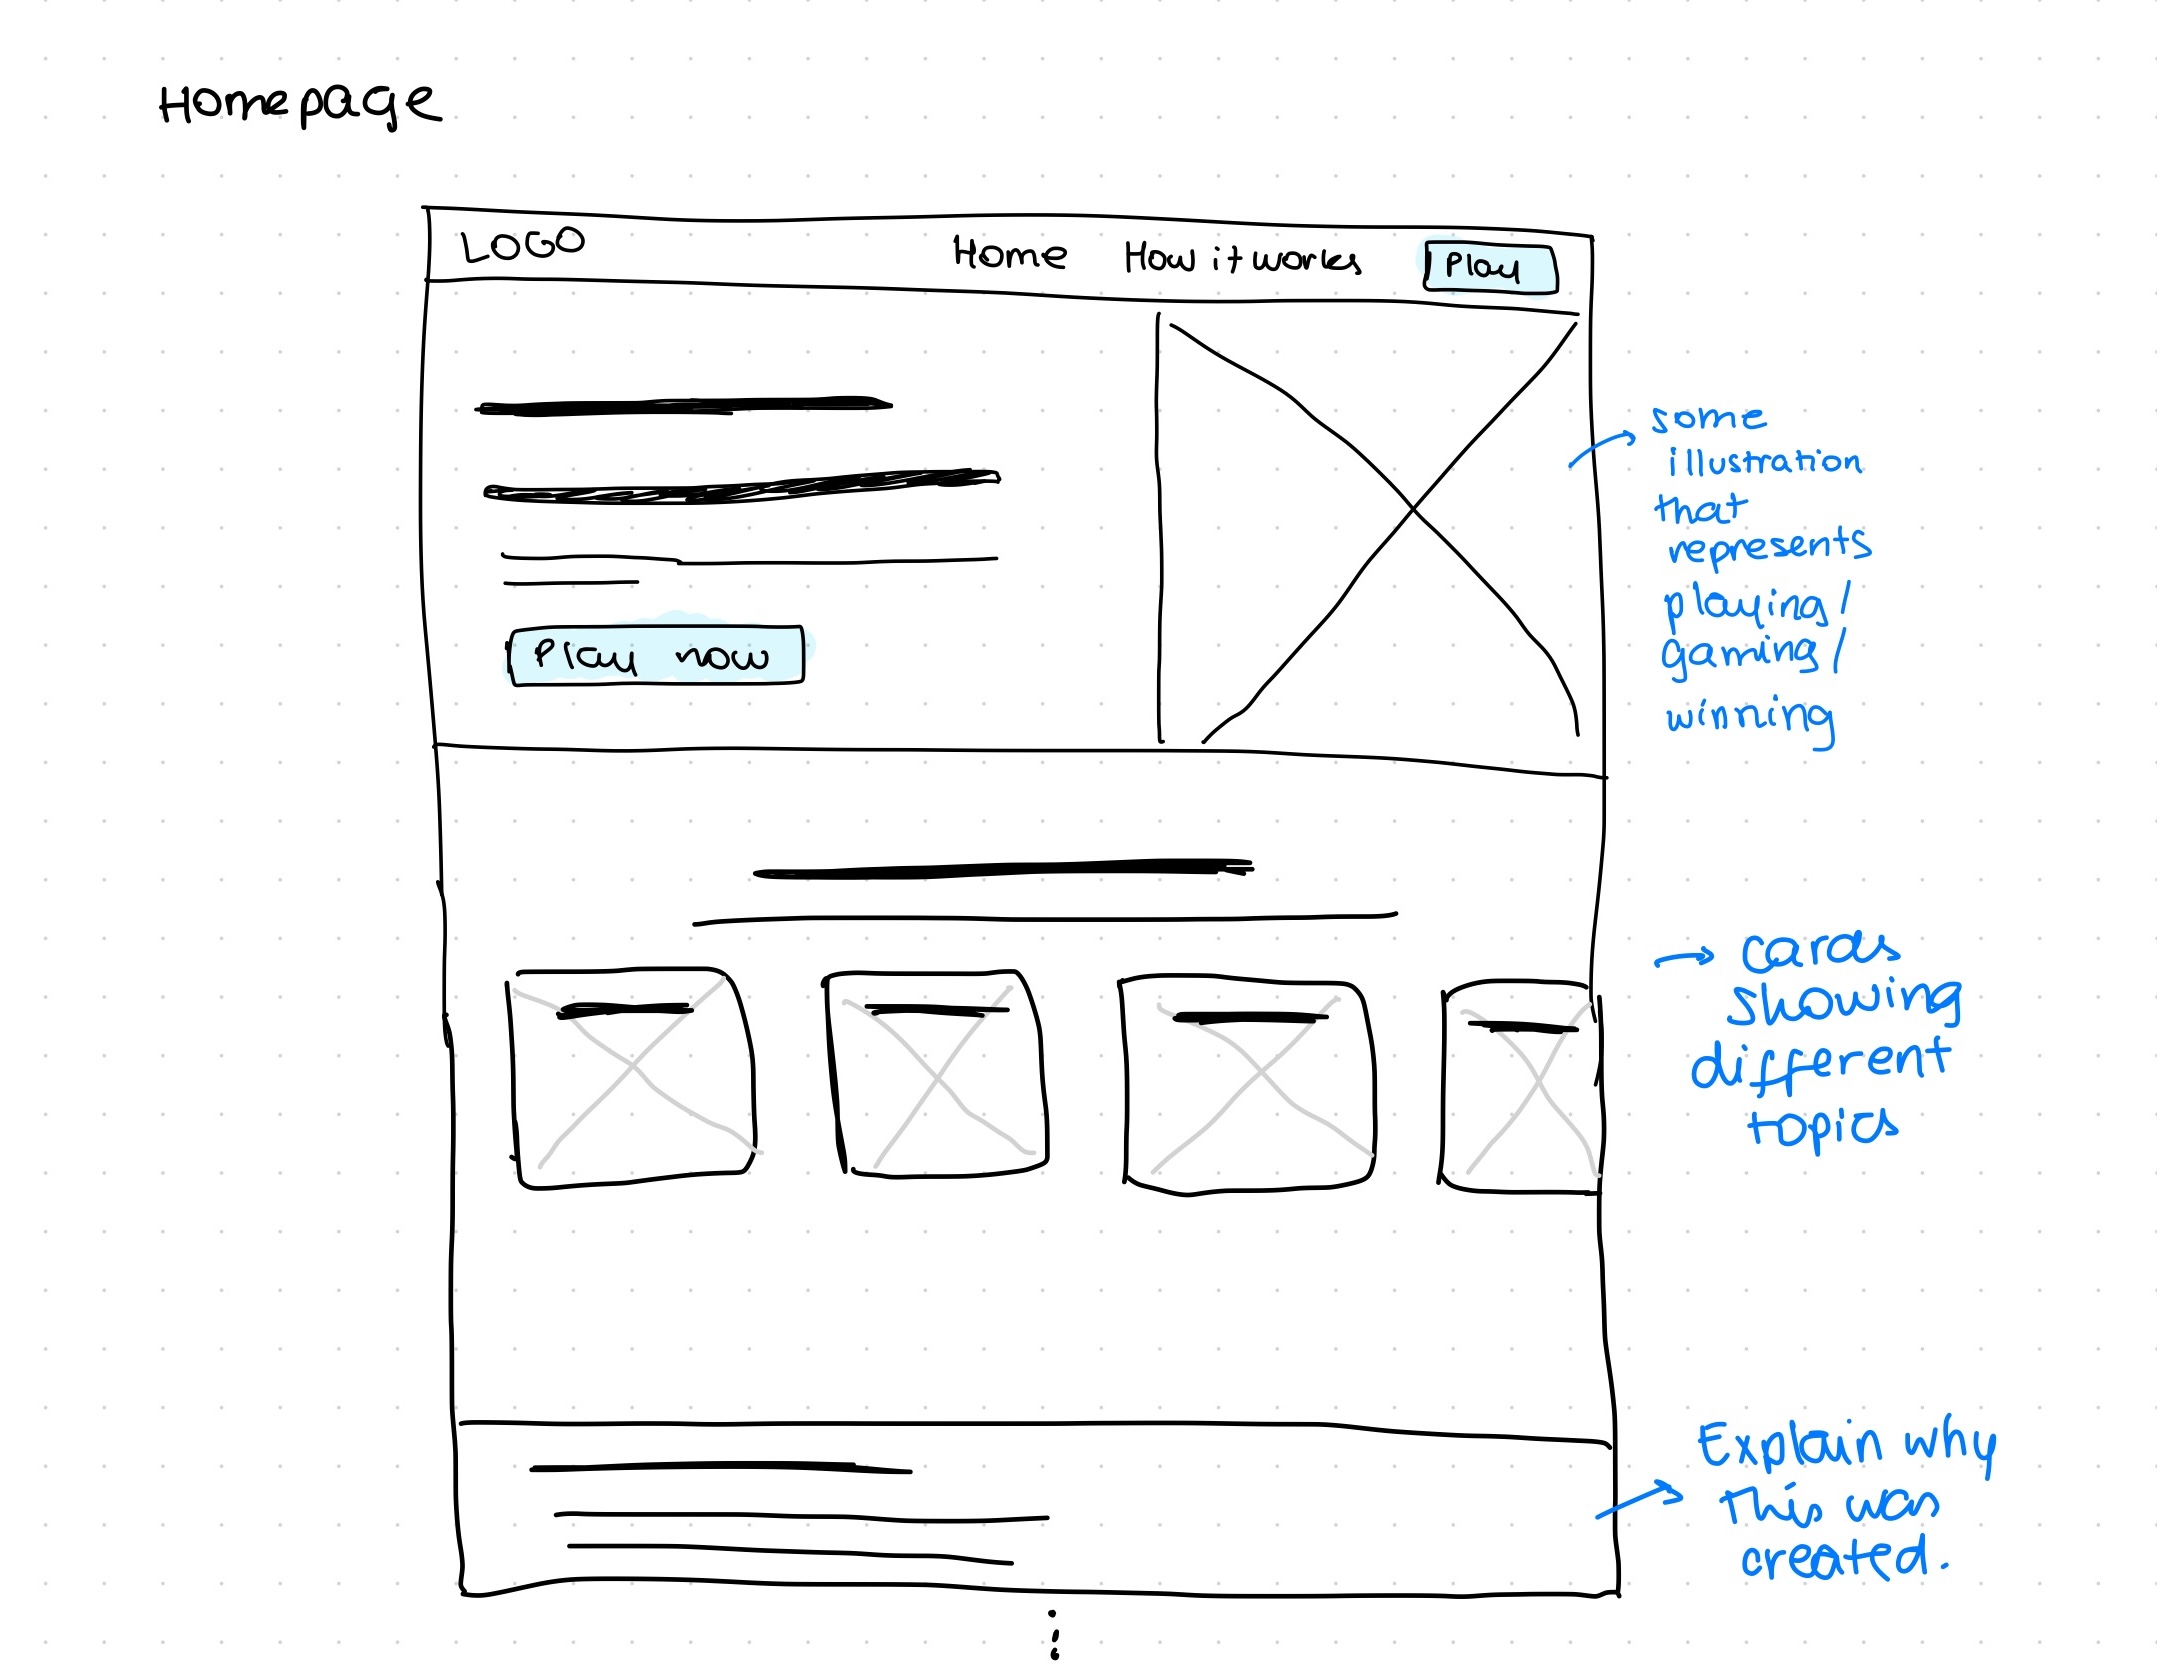 Homepage
LOGO
Home
How it works
Play
some
illustration
that
represents
playing/
gaming/
winning
Play now
cards
showing
different
topics
Explain why
this was
created.